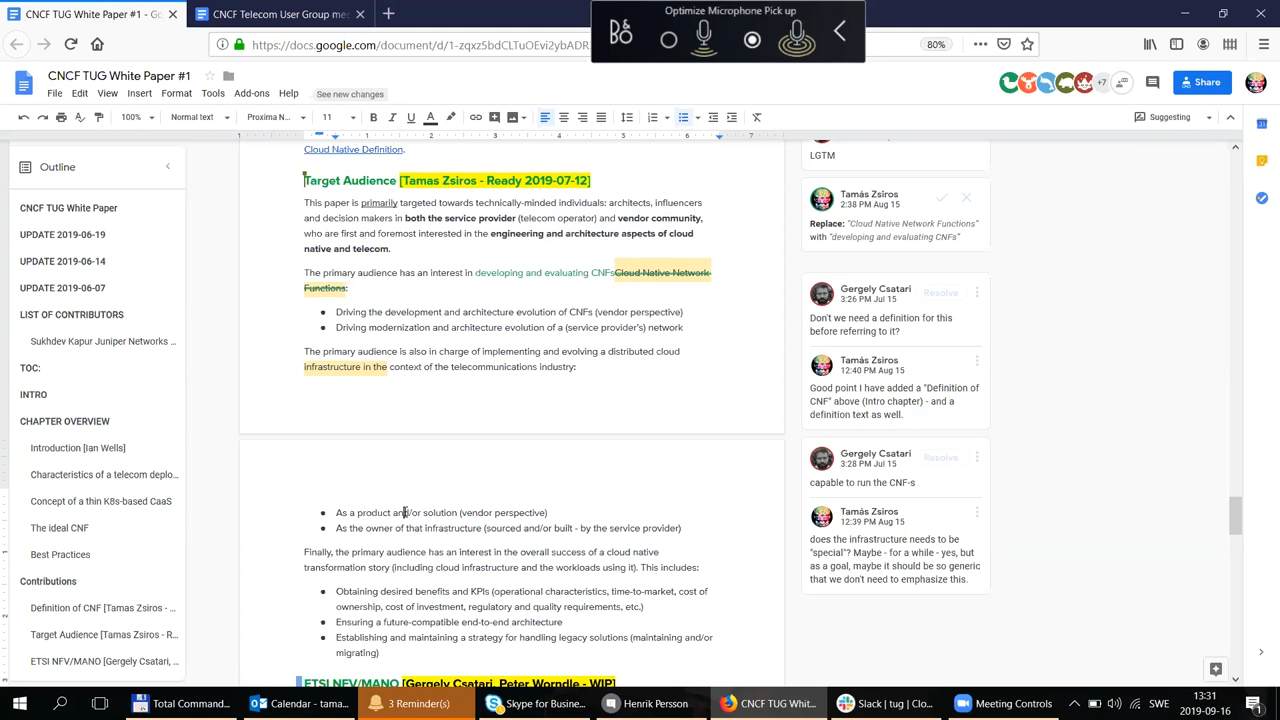 Optimize Microphone Pick up
B&O
CNCF TUG White Paper #1 -
CNCF Telecom User Group mee
https://docs.google.com/document/d/1-zqxz5bdCLTuOEvi2ybADR
80%
CNCF TUG White Paper #1
File Edit View Insert Format Tools Add-ons Help
See new changes
+7
Share
100% Normal text Proxima N... 11
Suggesting
Outline
CNCF TUG White Paper
UPDATE 2019-06-19
UPDATE 2019-06-14
UPDATE 2019-06-07
LIST OF CONTRIBUTORS
Sukhdev Kapur Juniper Networks ...
TOC:
INTRO
CHAPTER OVERVIEW
Introduction [Ian Wells]
Characteristics of a telecom deplo...
Concept of a thin K8s-based CaaS
The ideal CNF
Best Practices
Contributions
Definition of CNF [Tamas Zsiros - ...
Target Audience [Tamas Zsiros - R...
ETSI NFV/MANO [Gergely Csatari, ...
Cloud Native Definition.
Target Audience [Tamas Zsiros - Ready 2019-07-12]
This paper is primarily targeted towards technically-minded individuals: architects, influencers
and decision makers in both the service provider (telecom operator) and vendor community,
who are first and foremost interested in the engineering and architecture aspects of cloud
native and telecom.
The primary audience has an interest in developing and evaluating CNFsCloud Native Network
Functions:
● Driving the development and architecture evolution of CNFs (vendor perspective)
● Driving modernization and architecture evolution of a (service provider's) network
The primary audience is also in charge of implementing and evolving a distributed cloud
infrastructure in the context of the telecommunications industry:
● As a product and/or solution (vendor perspective)
● As the owner of that infrastructure (sourced and/or built - by the service provider)
Finally, the primary audience has an interest in the overall success of a cloud native
transformation story (including cloud infrastructure and the workloads using it). This includes:
● Obtaining desired benefits and KPIs (operational characteristics, time-to-market, cost of
ownership, cost of investment, regulatory and quality requirements, etc.)
● Ensuring a future-compatible end-to-end architecture
● Establishing and maintaining a strategy for handling legacy solutions (maintaining and/or
migrating)
ETSI NFV/MANO [Gergely Csatari, Peter Worndle - WIP]
LGTM
Tamás Zsiros
2:38 PM Jul 15
Replace: "Cloud Native Network Functions"
with "developing and evaluating CNFs"
Gergely Csatari
3:26 PM Jul 15
Resolve
Don't we need a definition for this
before referring to it?
Tamás Zsiros
12:40 PM Aug 15
Good point I have added a "Definition of
CNF" above (Intro chapter) - and a
definition text as well.
Gergely Csatari
3:28 PM Jul 15
Resolve
capable to run the CNF-s
Tamás Zsiros
12:39 PM Aug 15
does the infrastructure needs to be
"special"? Maybe - for a while - yes, but
as a goal, maybe it should be so generic
that we don't need to emphasize this.
Total Comman...
Calendar - tama...
3 Reminder(s)
Skype for Busine...
Henrik Persson
CNCF TUG Whit...
Slack | tug | Clo...
Meeting Controls
SWE
13:31
2019-09-16